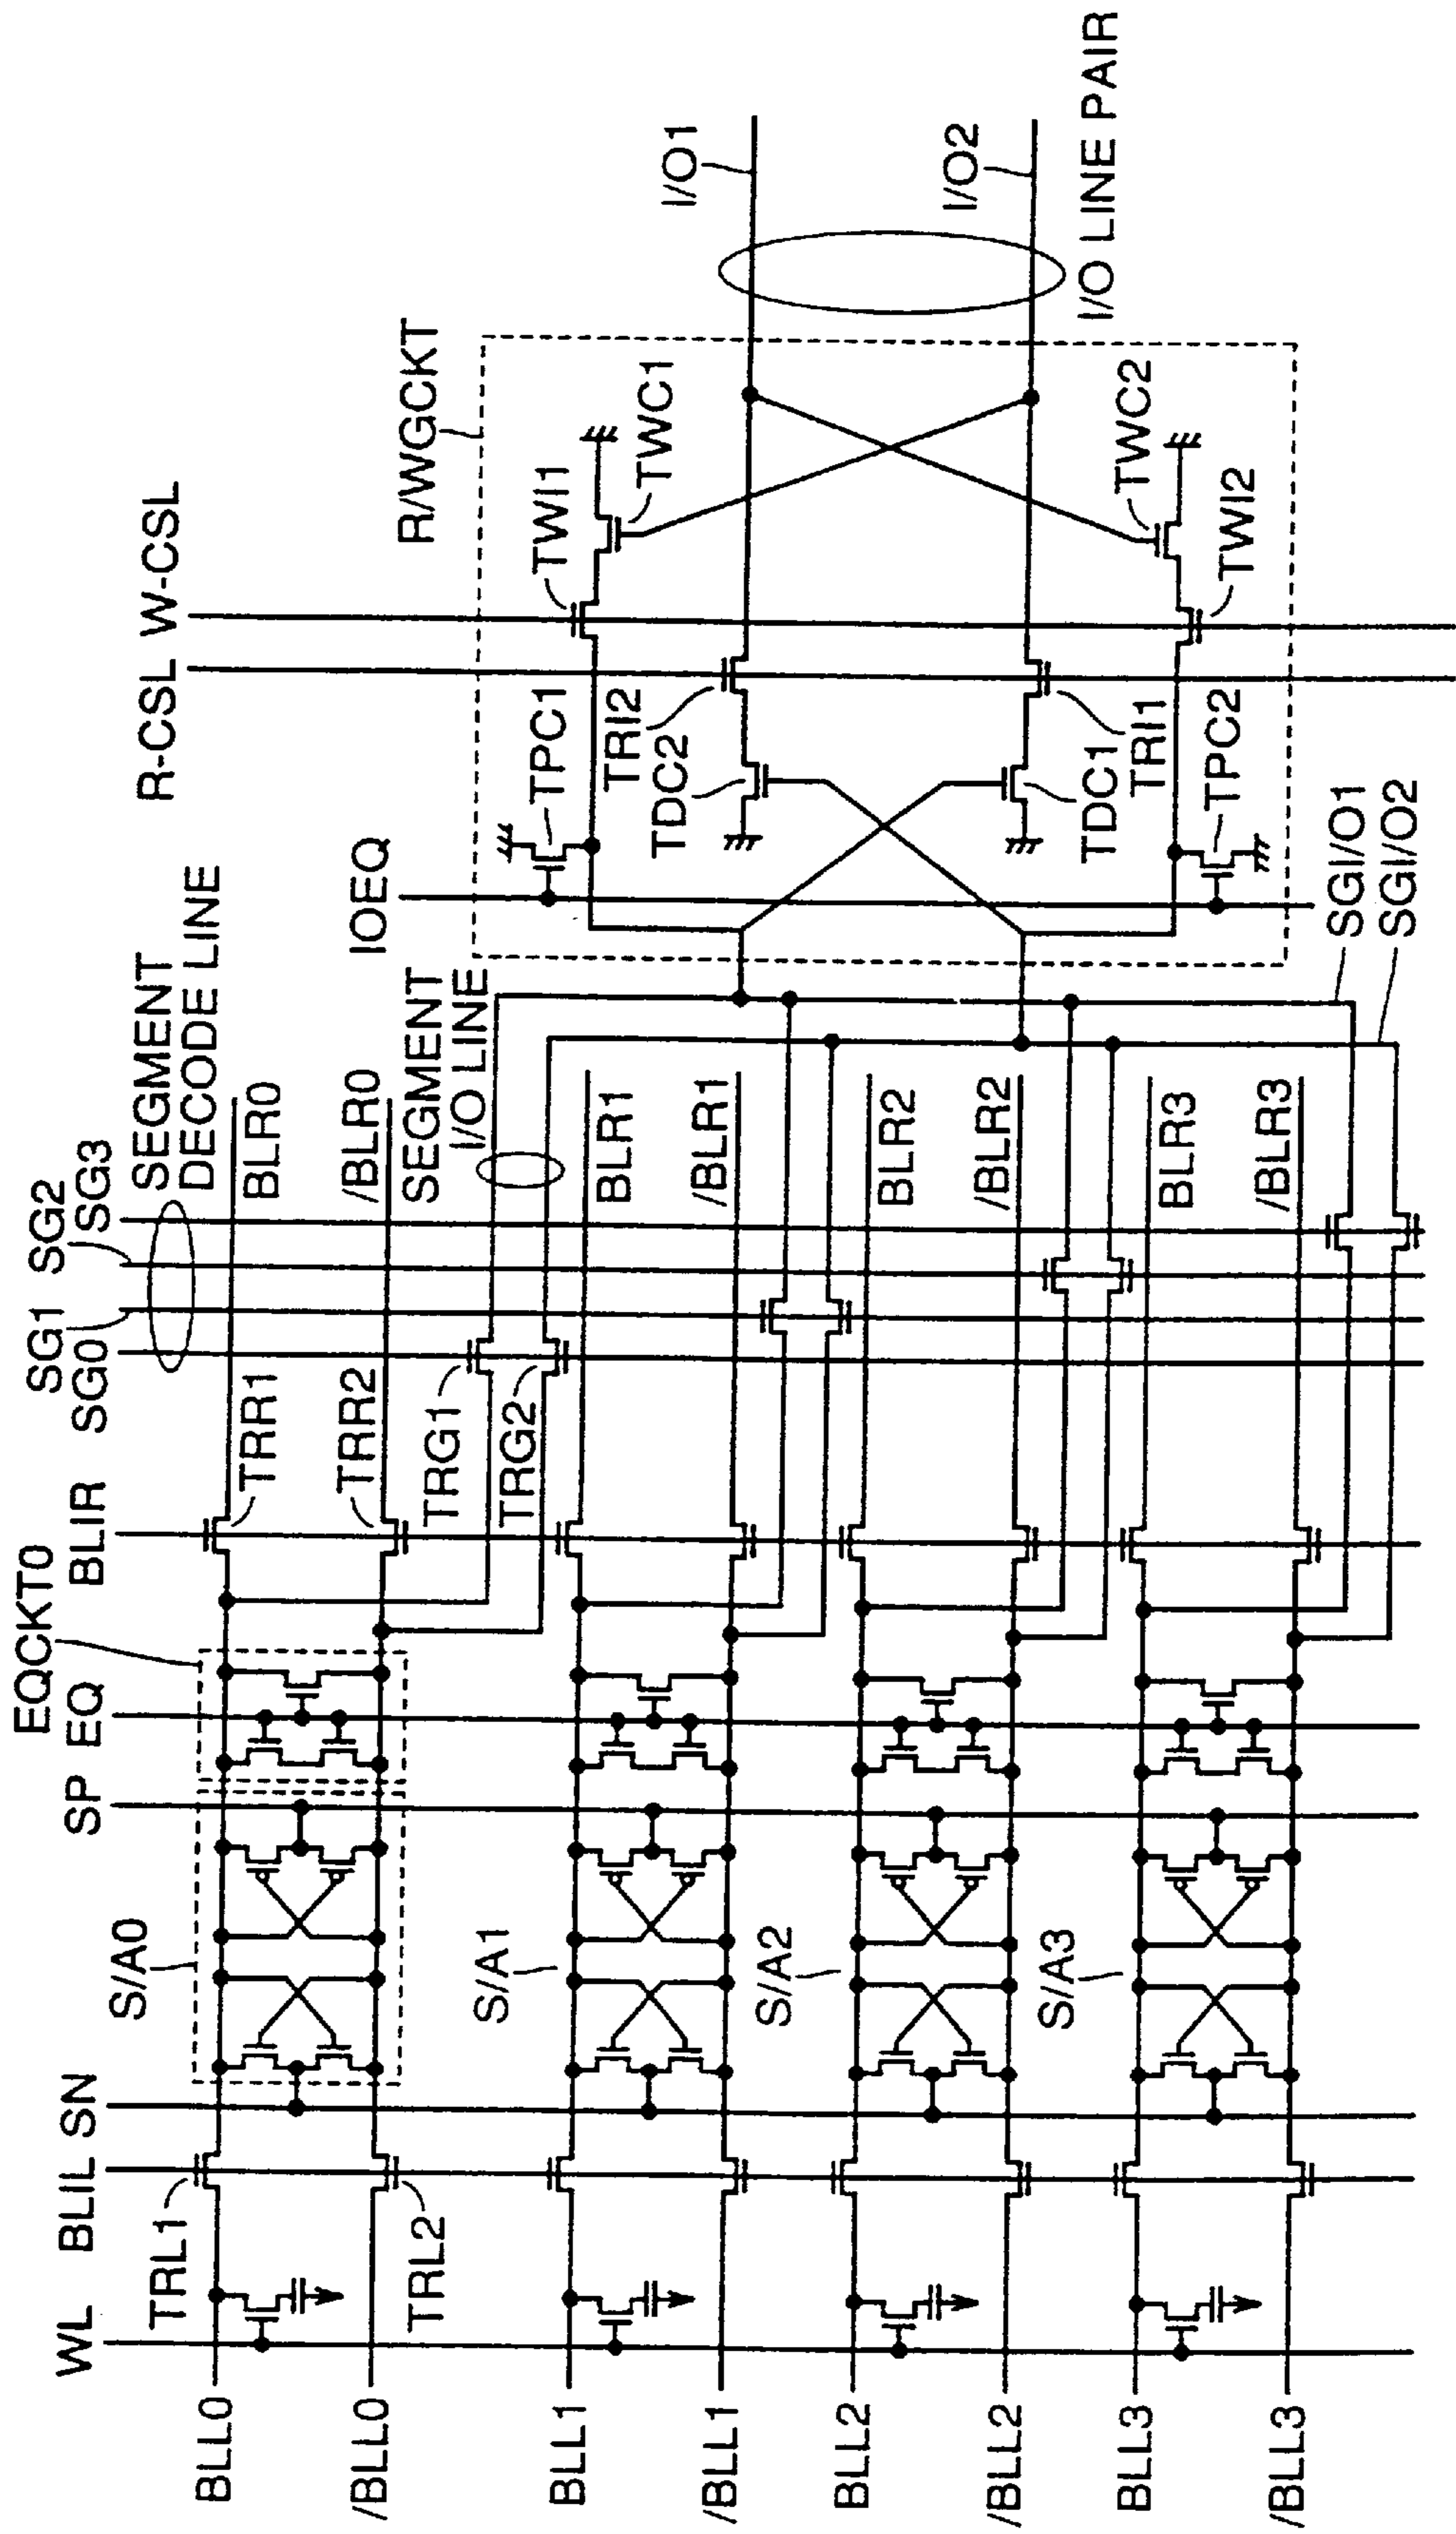 WL
BLIL
SN
SP
EQ
EQCKT0
BLIR
SG0
SG1
SG2
SG3
SEGMENT
DECODE LINE
IOEQ
R-CSL
W-CSL
R/WGCKT
TRL1
S/A0
TRR1
BLR0
BLL0
/BLL0
TRL2
TRR2
/BLR0
TRG1
TRG2
SEGMENT
I/O LINE
BLL1
S/A1
BLR1
/BLL1
/BLR1
BLL2
S/A2
BLR2
/BLL2
/BLR2
BLL3
S/A3
BLR3
/BLL3
/BLR3
TPC1
TWI1
TWC1
TRI2
TDC2
I/O1
TDC1
TRI1
TWC2
TWI2
TPC2
I/O2
I/O LINE PAIR
SGI/O1
SGI/O2